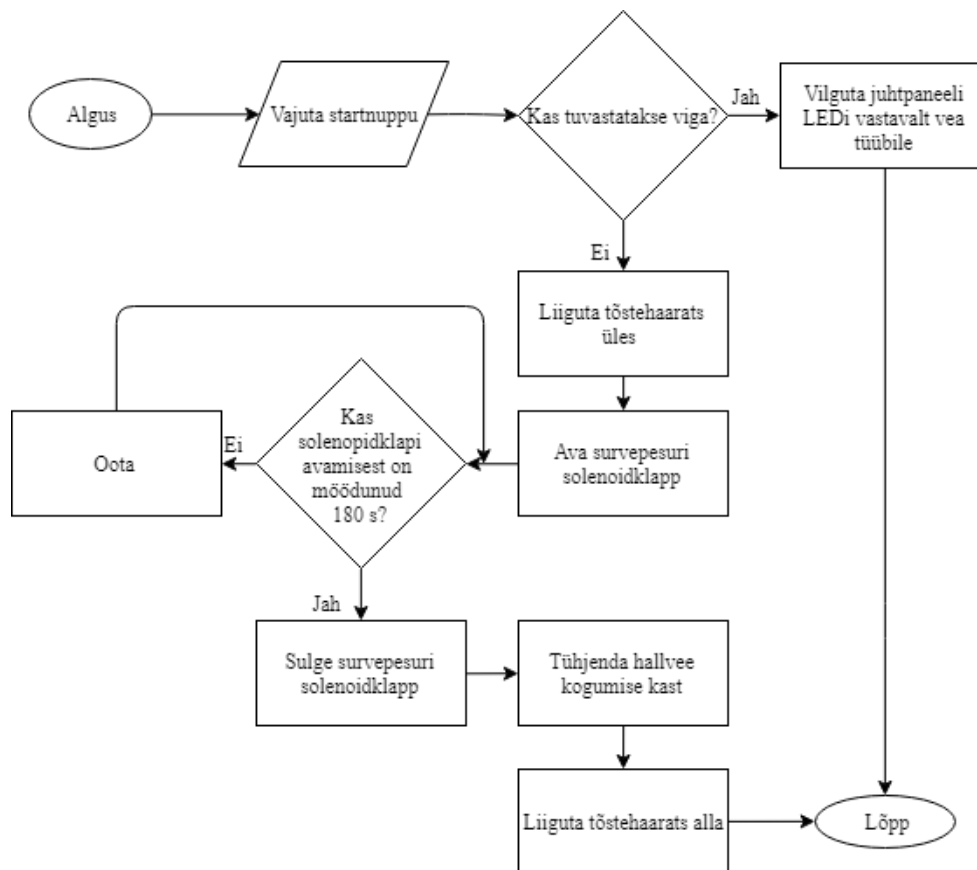 Algus
Vajuta startnuppu
Kas tuvastatakse viga?
Jah
Vilguta juhtpaneeli
LEDi vastavalt vea
tüübile
Ei
Liiguta tõstehaarats
üles
Ava survepesuri
solenoidklapp
Kas
solenopidklapi
avamisest on
möödunud
180 s?
Ei
Oota
Jah
Sulge survepesuri
solenoidklapp
Tühjenda hallvee
kogumise kast
Liiguta tõstehaarats alla
Lõpp